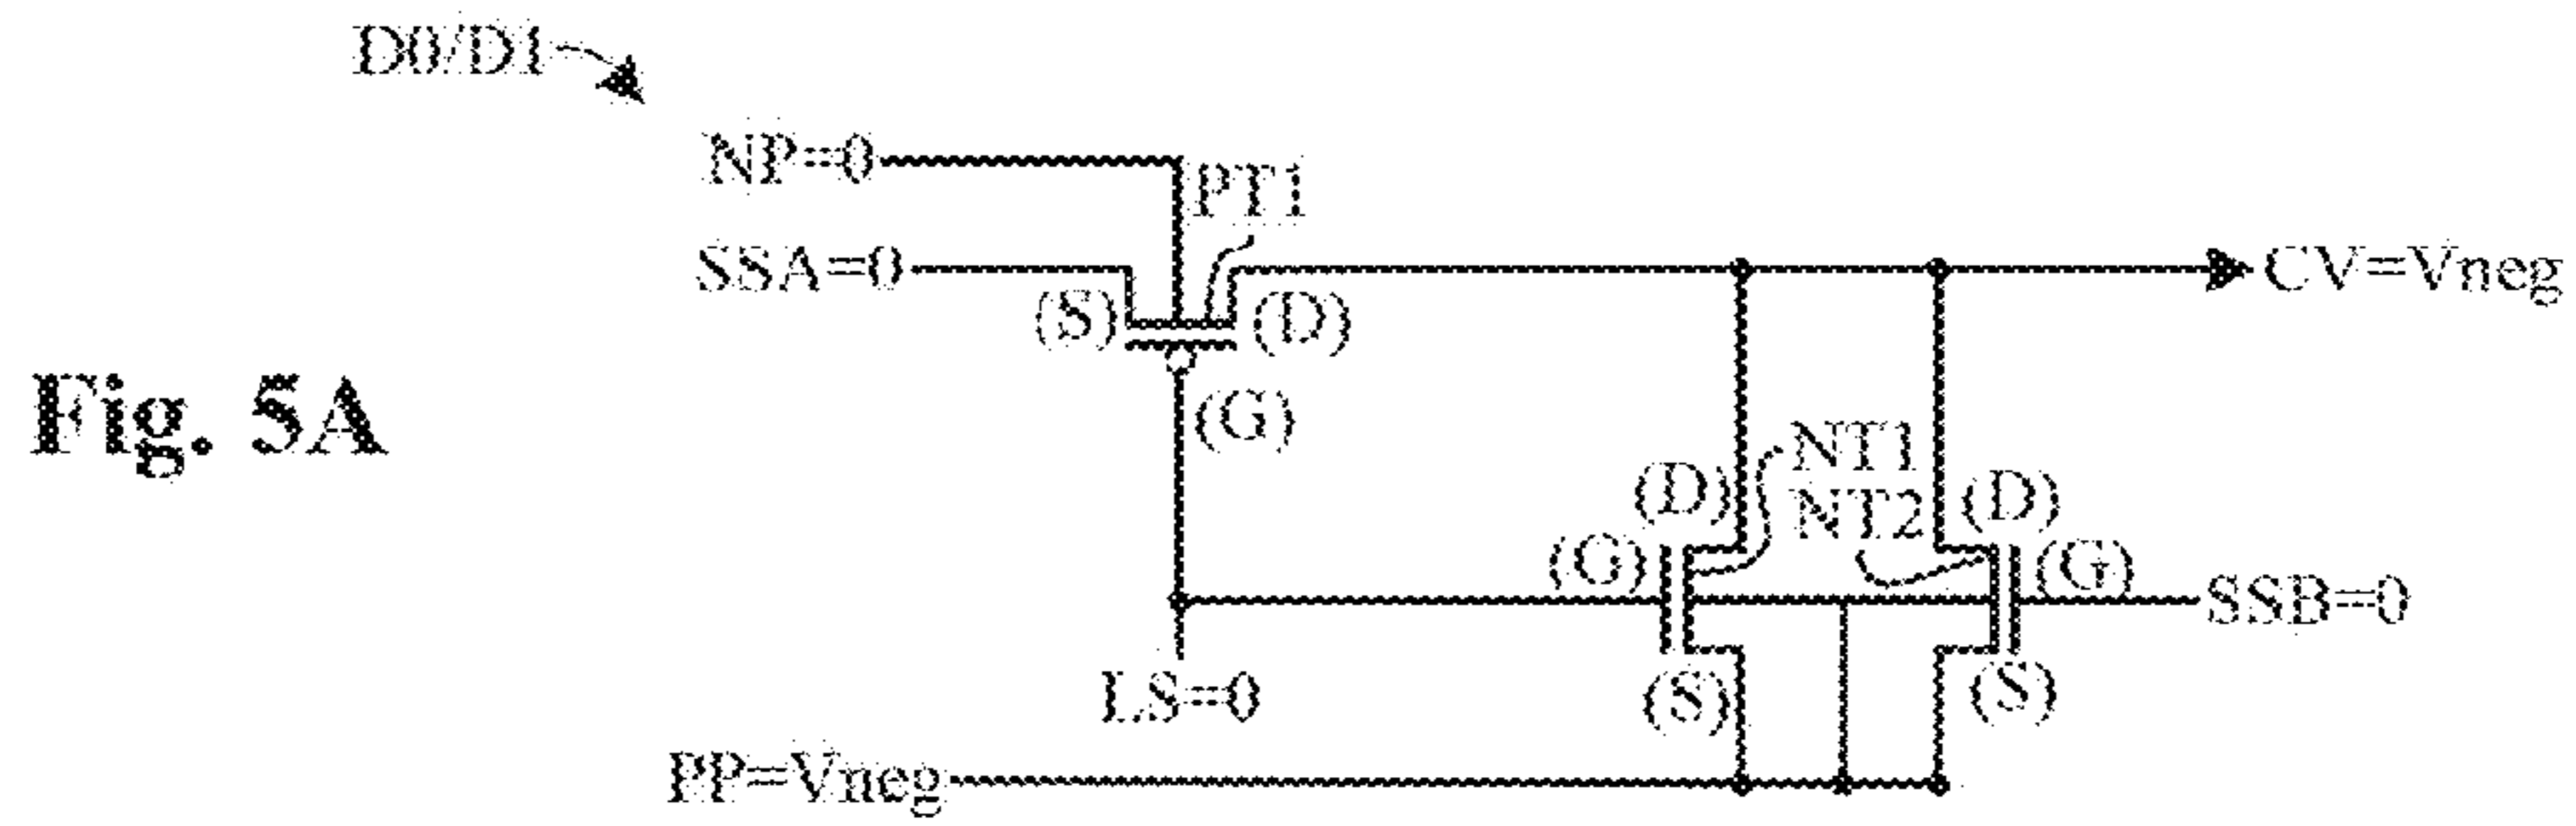 D0/D1
NP=0
PT1
SSA=0
CV=Vneg
(S)
(D)
Fig. 5A
(G)
NT1
(D)
NT2
(D)
(G)
(G)
SSB=0
LS=0
(S)
(S)
PP=Vneg